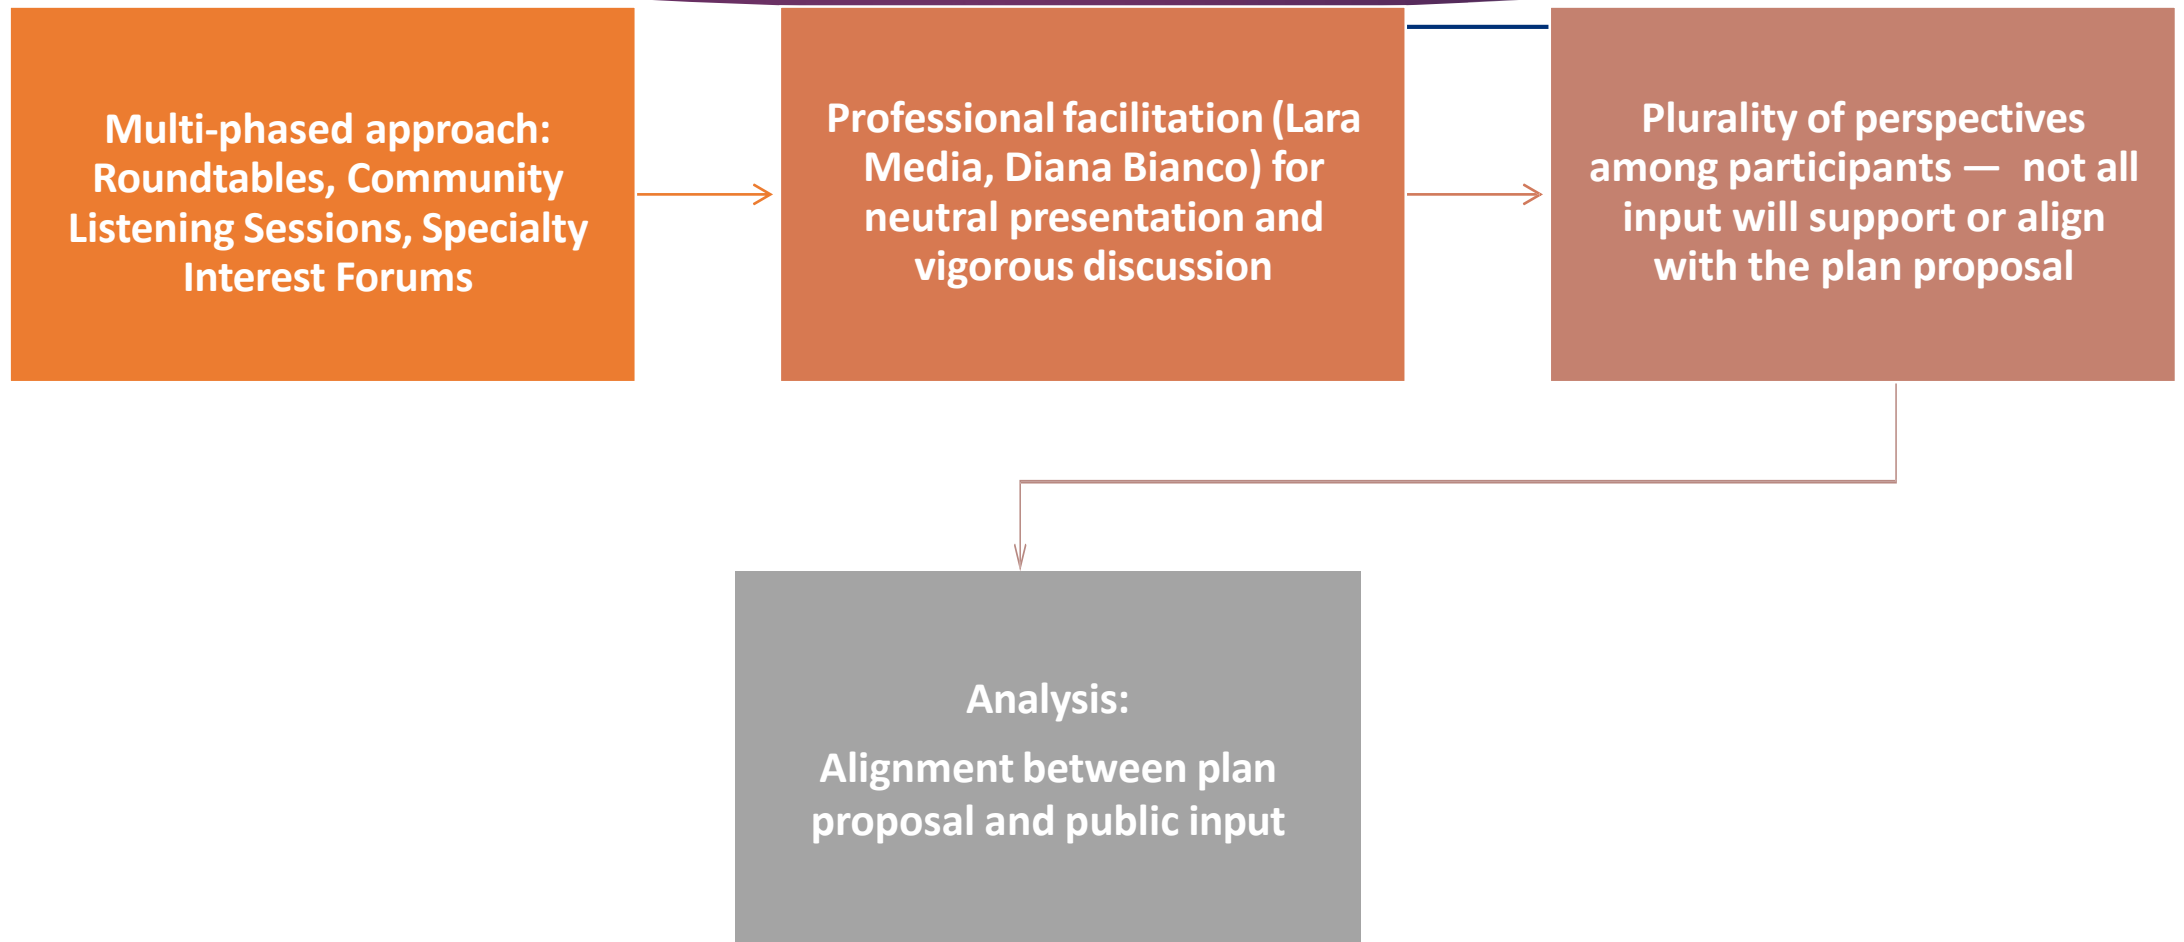 Multi-phased approach:
Roundtables, Community
Listening Sessions, Specialty
Interest Forums
Professional facilitation (Lara
Media, Diana Bianco) for
neutral presentation and
vigorous discussion
Plurality of perspectives
among participants — not all
input will support or align
with the plan proposal
Analysis:
Alignment between plan
proposal and public input